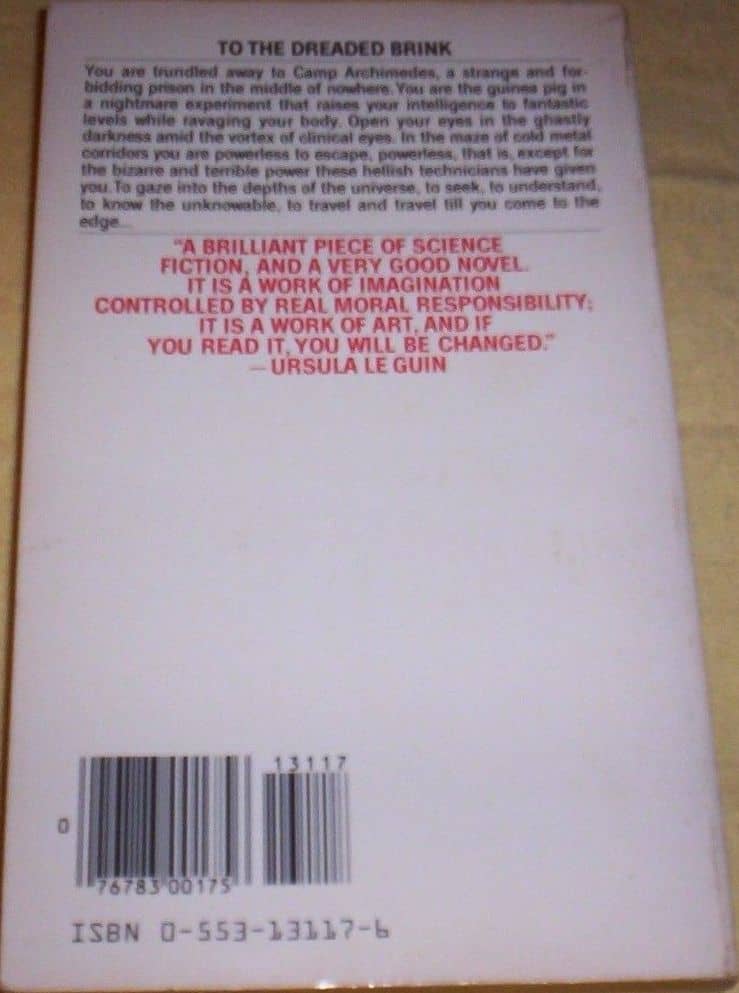 TO THE DREADED BRINK
You are trundled away to Camp Archimedes, a strange and for-
bidding prison in the middle of nowhere. You are the guinea pig in
a nightmare experiment that raises your intelligence to fantastic
levels while ravaging your body. Open your eyes in the ghastly
darkness amid the vortex of clinical eyes. In the maze of cold metal
corridors you are powerless to escape, powerless, that is, except for
the bizarre and terrible power these hellish technicians have given
you. To gaze into the depths of the universe, to seek, to understand,
to know the unknowable, to travel and travel till you come to the
edge...
"A BRILLIANT PIECE OF SCIENCE
FICTION, AND A VERY GOOD NOVEL.
IT IS A WORK OF IMAGINATION
CONTROLLED BY REAL MORAL RESPONSIBILITY;
IT IS A WORK OF ART, AND IF
YOU READ IT, YOU WILL BE CHANGED."
—URSULA LE GUIN
13117
0
76783 00175
ISBN 0-553-13117-6